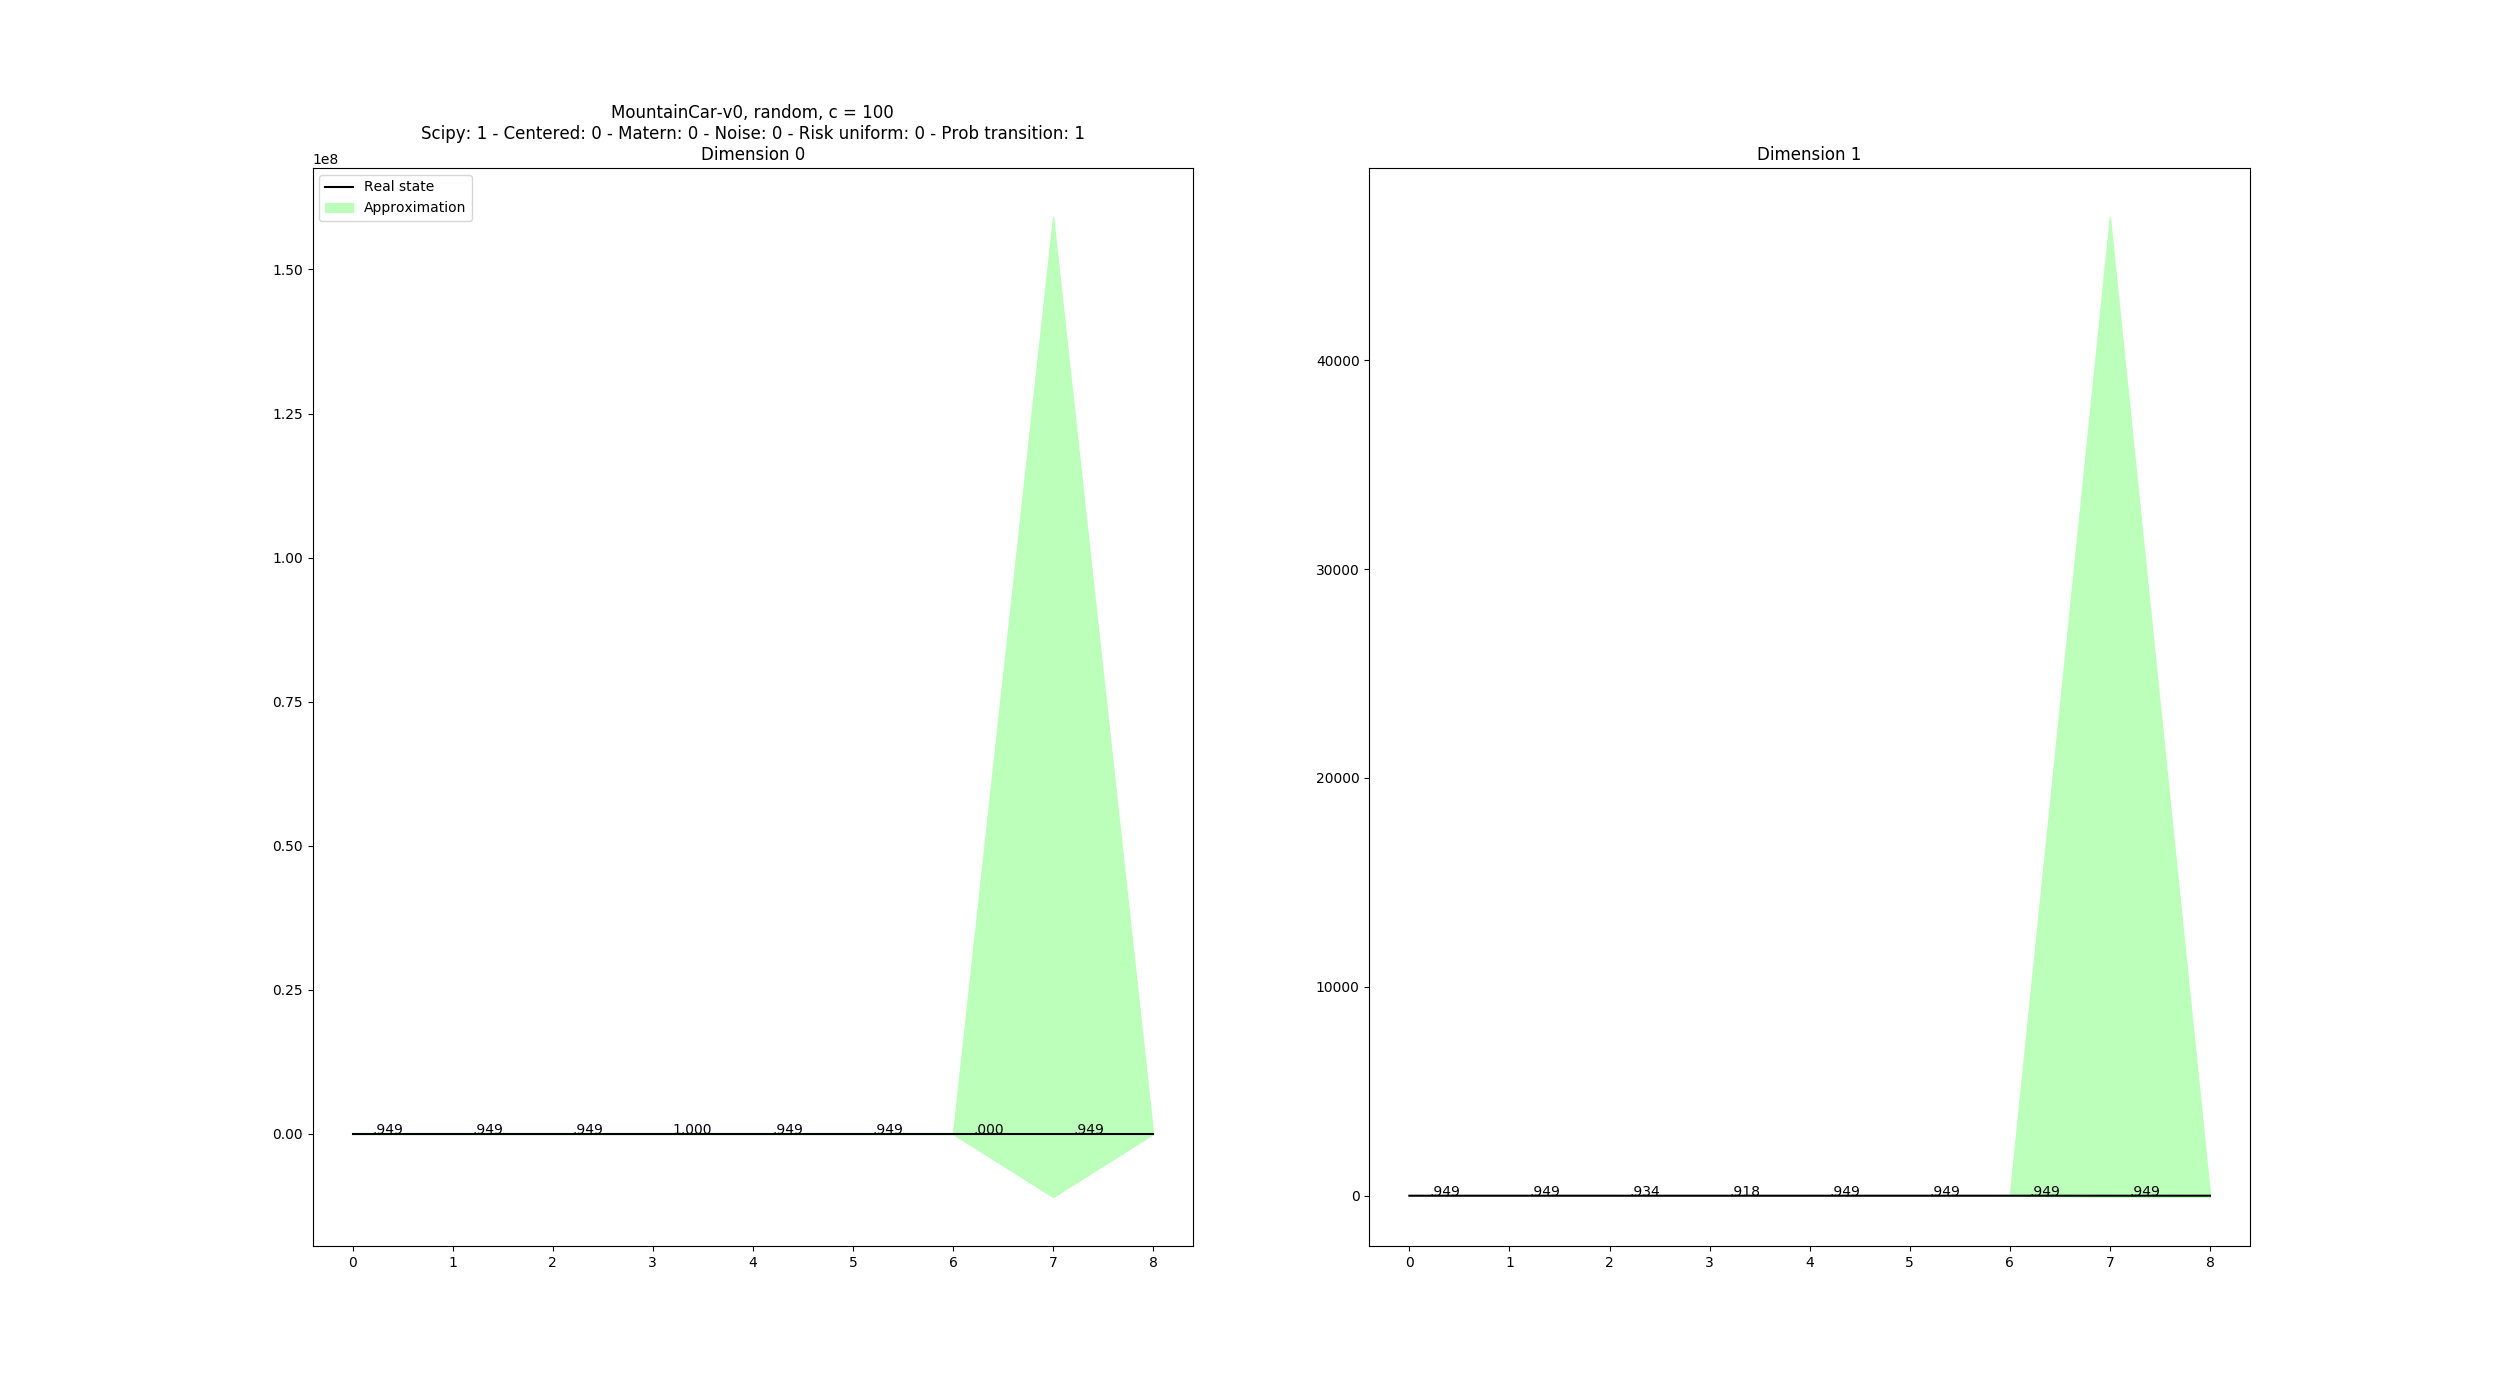 MountainCar-v0, random, c = 100
Scipy: 1 - Centered: 0 - Matern: 0 - Noise: 0 - Risk uniform: 0 - Prob transition: 1
Dimension 0
1e8
Real state
Approximation
1.50
1.25
1.00
0.75
0.50
0.25
0.00
.949 .949 .949 1.000 .949 .949 .000 .949
0 1 2 3 4 5 6 7 8
Dimension 1
40000
30000
20000
10000
0
.949 .949 .934 .918 .949 .949 .949 .949
0 1 2 3 4 5 6 7 8